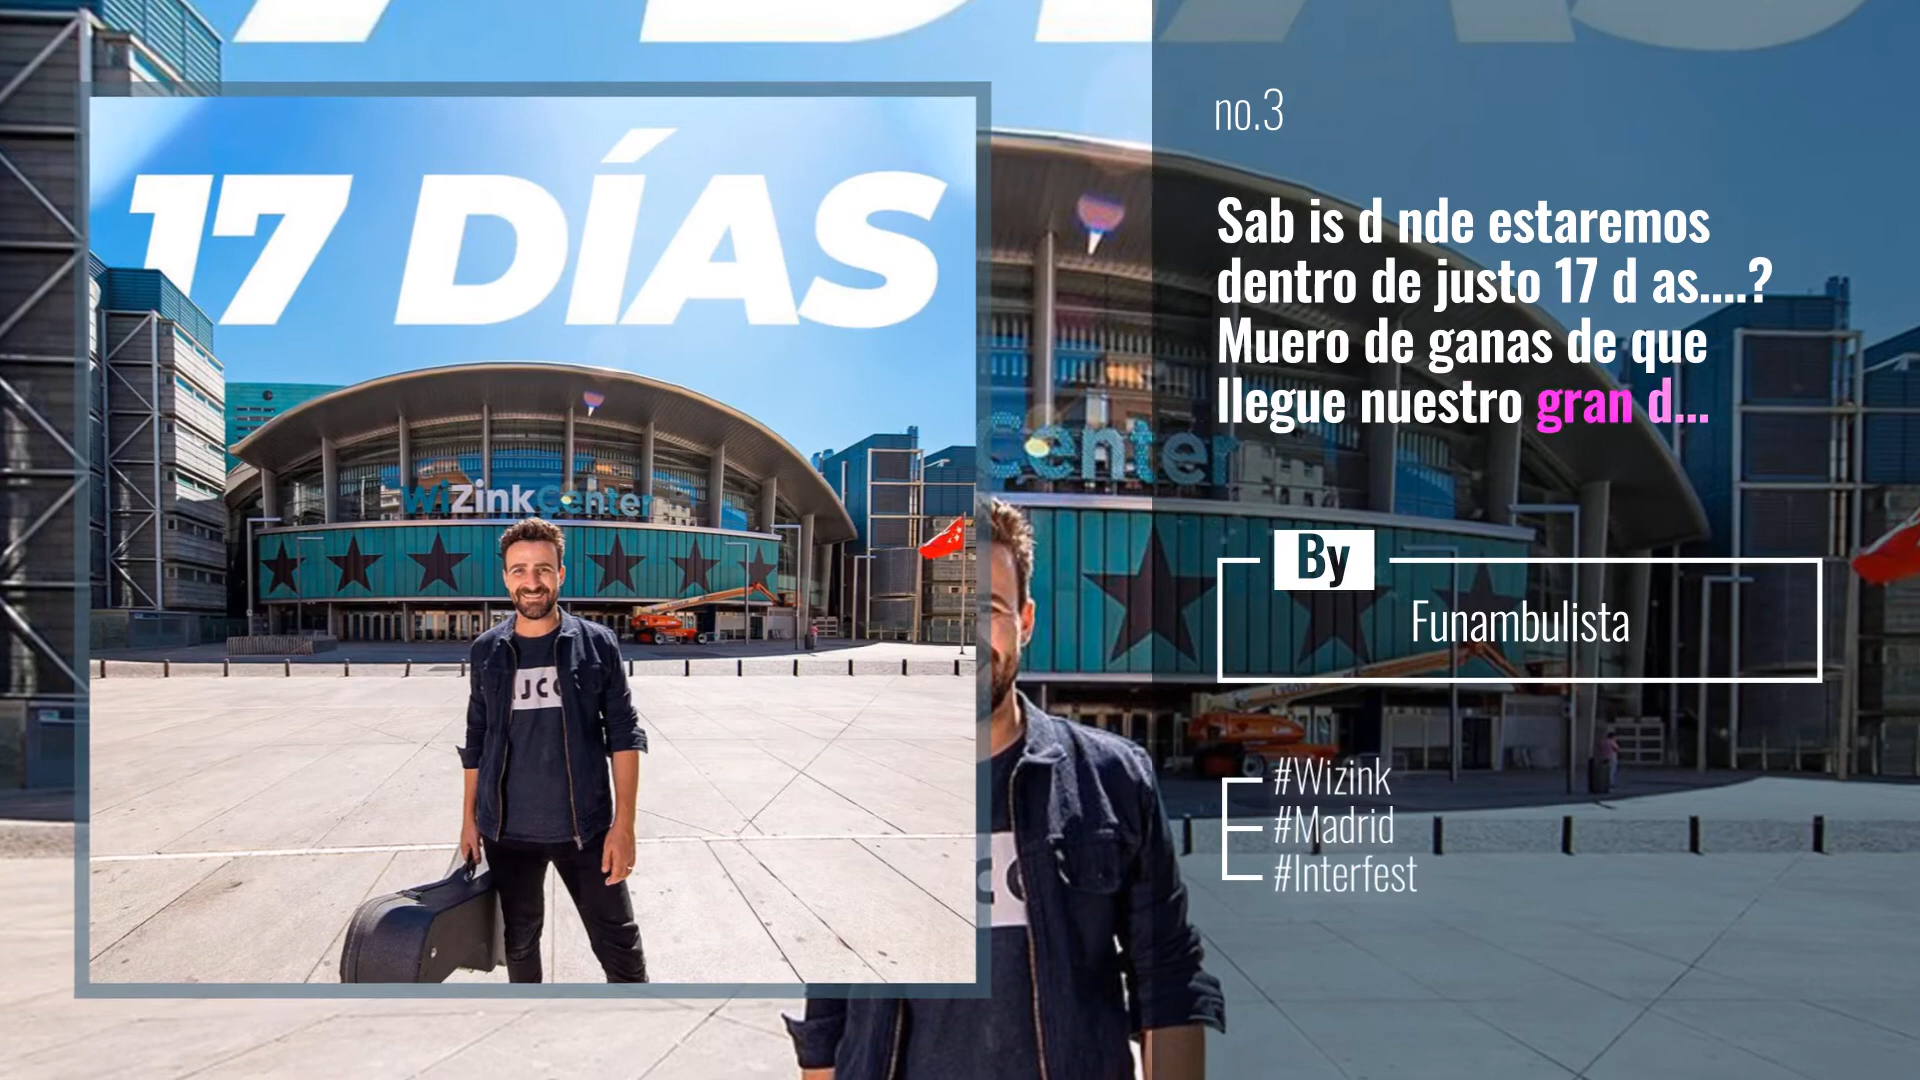 17 DÍAS
WiZinkCenter
no.3
Sab is d nde estaremos
dentro de justo 17 d as....?
Muero de ganas de que
llegue nuestro gran d...
By
Funambulista
#Wizink
#Madrid
#Interfest
Center